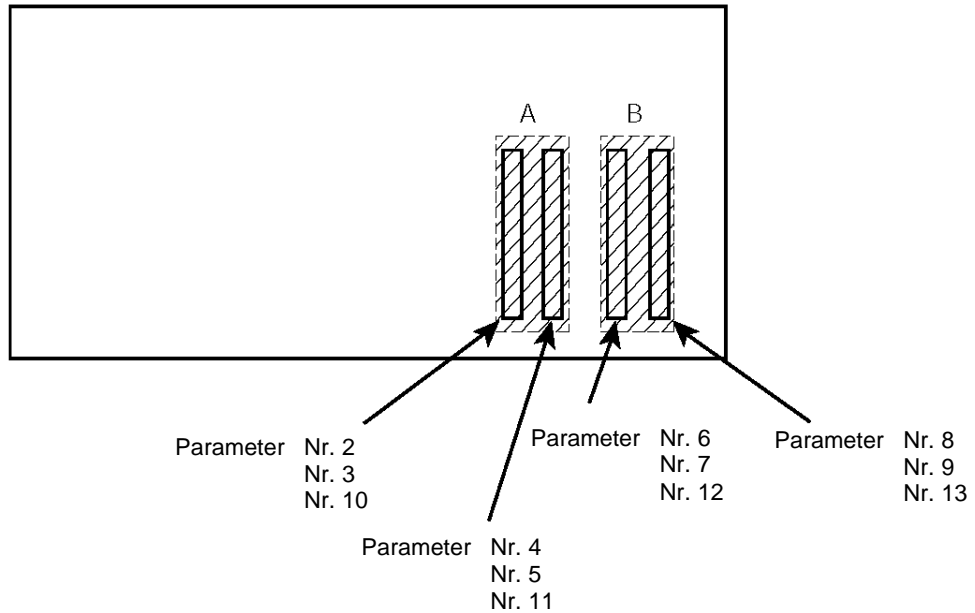 A B
Parameter Nr. 2
Nr. 3
Nr. 10
Parameter Nr. 6
Nr. 7
Nr. 12
Parameter Nr. 8
Nr. 9
Nr. 13
Parameter Nr. 4
Nr. 5
Nr. 11